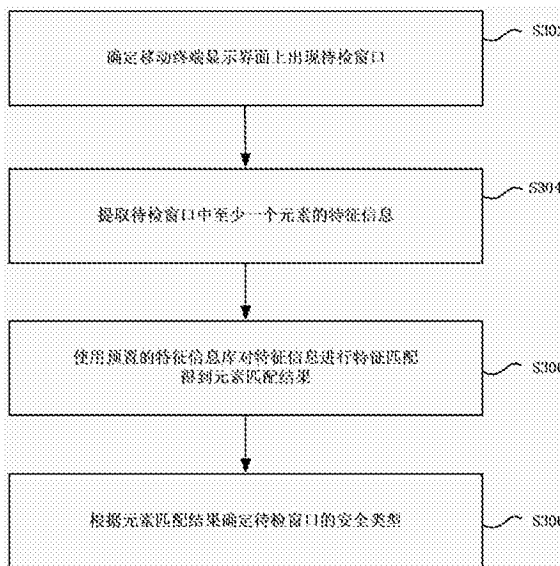 确定移动终端显示界面上出现待检窗口
S302
提取待检窗口中至少一个元素的特征信息
S304
使用预置的特征信息库对特征信息进行特征匹配
得到元素匹配结果
S306
根据元素匹配结果确定待检窗口的安全类型